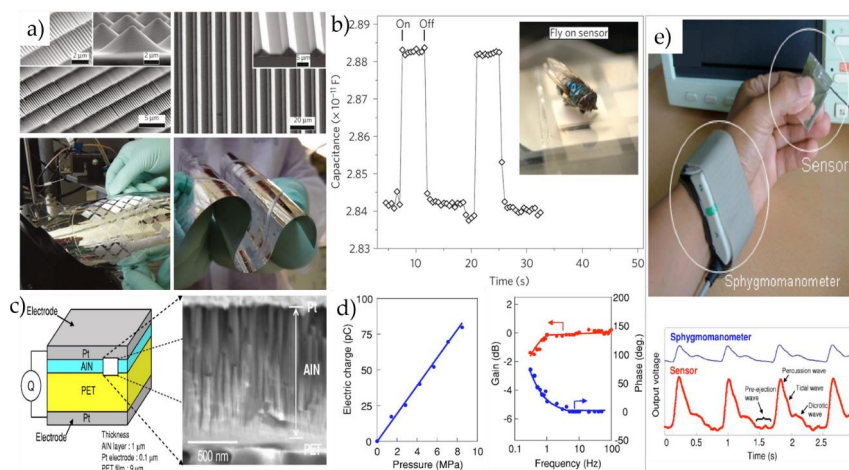 a)
2 µm
2 µm
5 µm
5 µm
20 µm
b)
On
Off
Fly on sensor
Capacitance (× 10⁻¹¹ F)
2.89
2.88
2.87
2.86
2.85
2.84
2.83
0
10
20
30
40
50
Time (s)
c)
Electrode
Pt
AlN
PET
Pt
Q
Electrode
Thickness
AlN layer : 1 µm
Pt electrode : 0.1 µm
PET film : 9 µm
Pt
AlN
PET
500 nm
d)
Electric charge (pC)
100
75
50
25
0
0
2
4
6
8
10
Pressure (MPa)
Gain (dB)
2
0
-2
-4
-6
Phase (deg.)
200
150
100
50
0
-50
0.1
1
10
100
Frequency (Hz)
e)
Sensor
Sphygmomanometer
Sphygmomanometer
Sensor
Output voltage
Pre-ejection
wave
Percussion wave
Tidal wave
Dicrotic
wave
0
0.5
1
1.5
2
2.5
Time (s)